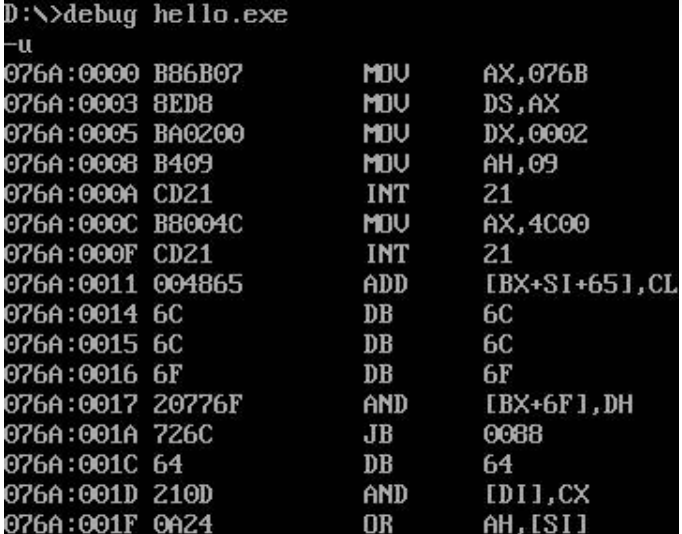 D:\>debug hello.exe
-u
076A:0000 B86B07 MOV AX,076B
076A:0003 8ED8 MOV DS,AX
076A:0005 BA0200 MOV DX,0002
076A:0008 B409 MOV AH,09
076A:000A CD21 INT 21
076A:000C B8004C MOV AX,4C00
076A:000F CD21 INT 21
076A:0011 004865 ADD [BX+SI+65],CL
076A:0014 6C DB 6C
076A:0015 6C DB 6C
076A:0016 6F DB 6F
076A:0017 20776F AND [BX+6F],DH
076A:001A 726C JB 0088
076A:001C 64 DB 64
076A:001D 210D AND [DI],CX
076A:001F 0A24 OR AH,[SI]